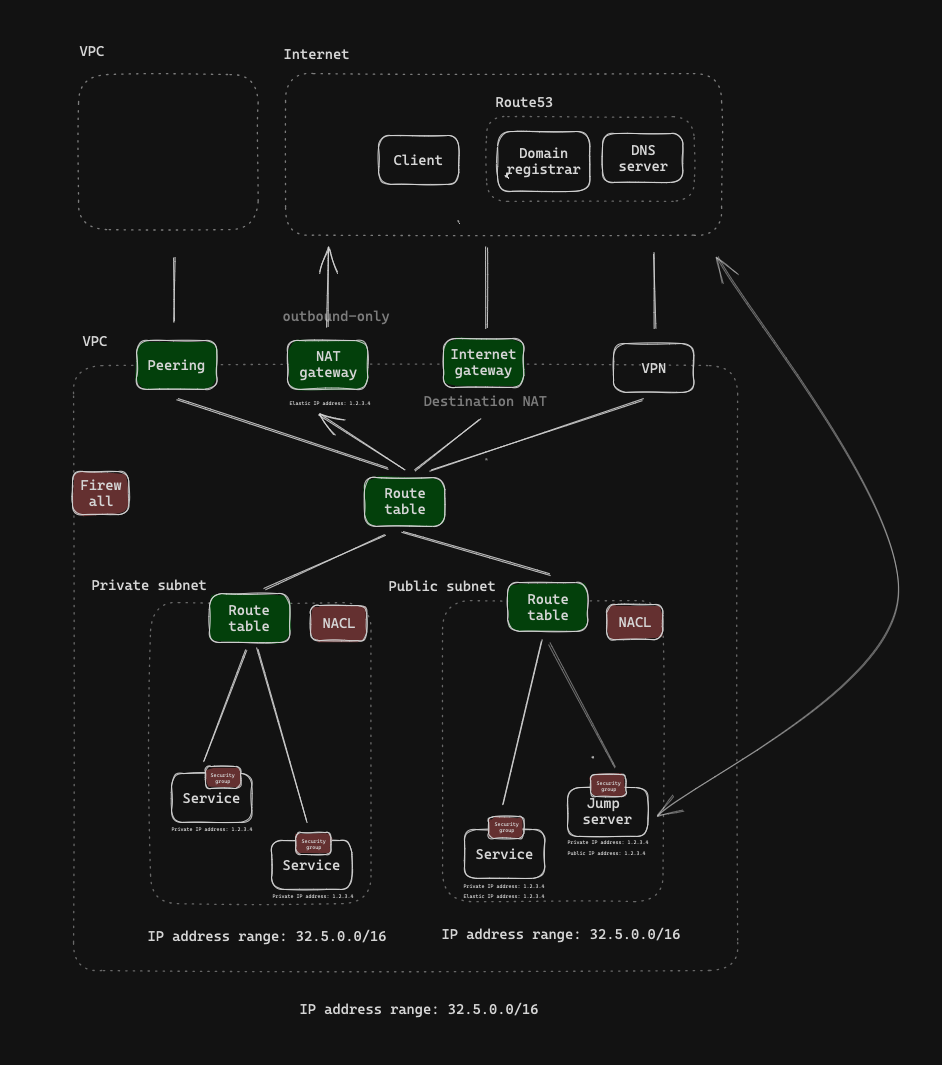 VPC
Internet
Route53
Client
Domain
registrar
DNS
server
outbound-only
VPC
Peering
NAT
gateway
Internet
gateway
VPN
Elastic IP address: 1.2.3.4
Destination NAT
Firew
all
Route
table
Private subnet
Public subnet
Route
table
NACL
Route
table
NACL
Security
group
Service
Private IP address: 1.2.3.4
Security
group
Service
Private IP address: 1.2.3.4
Security
group
Service
Private IP address: 1.2.3.4
Elastic IP address: 1.2.3.4
Security
group
Jump
server
Private IP address: 1.2.3.4
Public IP address: 1.2.3.4
IP address range: 32.5.0.0/16
IP address range: 32.5.0.0/16
IP address range: 32.5.0.0/16